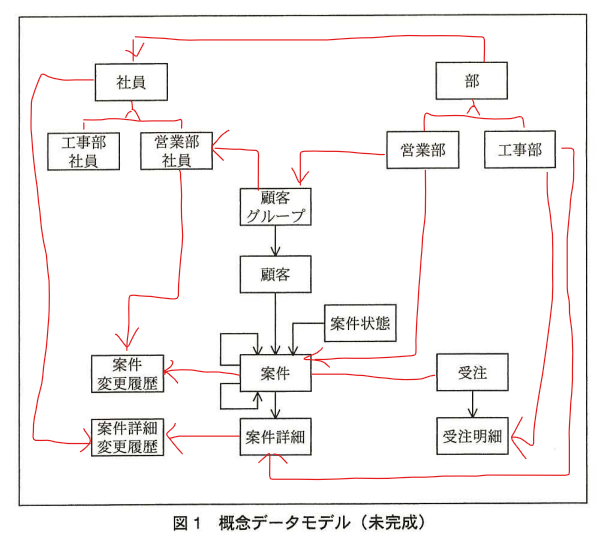 社員
部
工事部
社員
営業部
社員
営業部
工事部
顧客
グループ
顧客
案件状態
案件
変更履歴
案件
受注
案件詳細
変更履歴
案件詳細
受注明細
図1 概念データモデル（未完成）